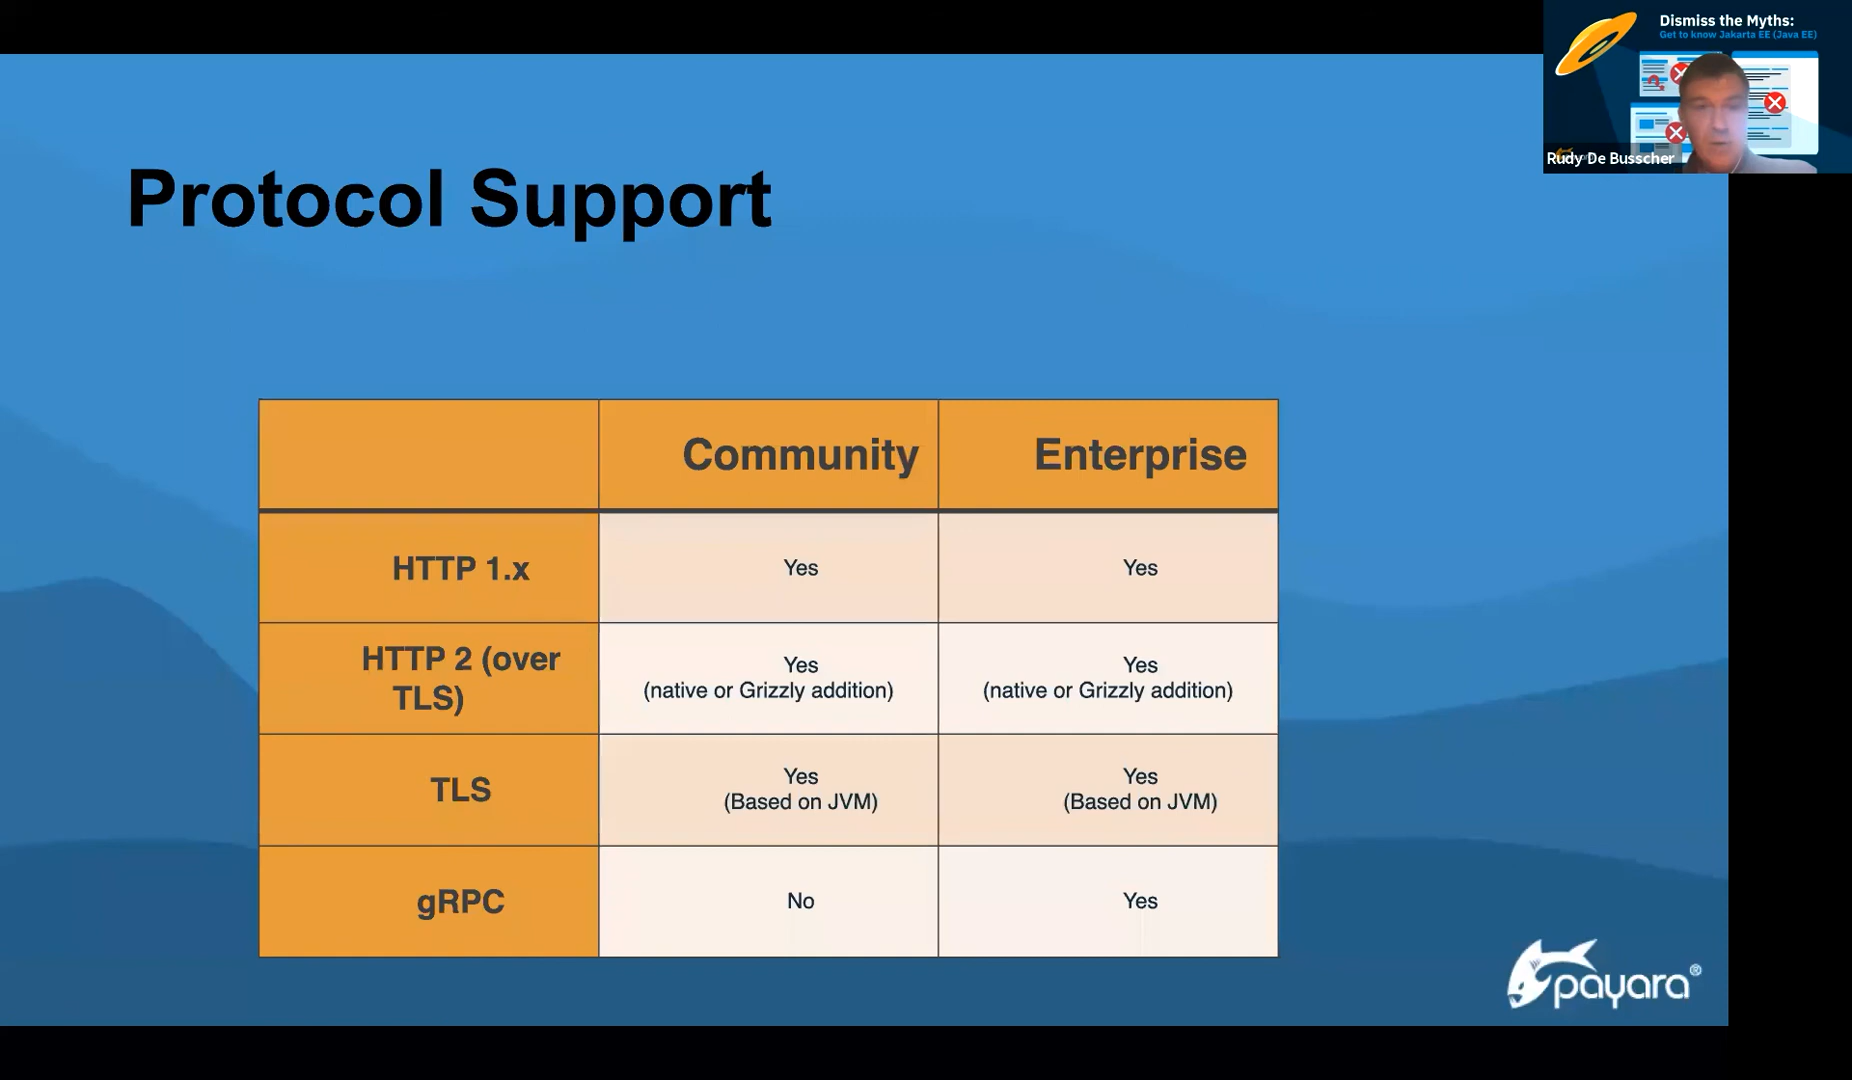 Dismiss the Myths:
Get to know Jakarta EE (Java EE)
Rudy De Busscher
Protocol Support
Community
Enterprise
HTTP 1.x
Yes
Yes
HTTP 2 (over
TLS)
Yes
(native or Grizzly addition)
Yes
(native or Grizzly addition)
TLS
Yes
(Based on JVM)
Yes
(Based on JVM)
gRPC
No
Yes
payara®